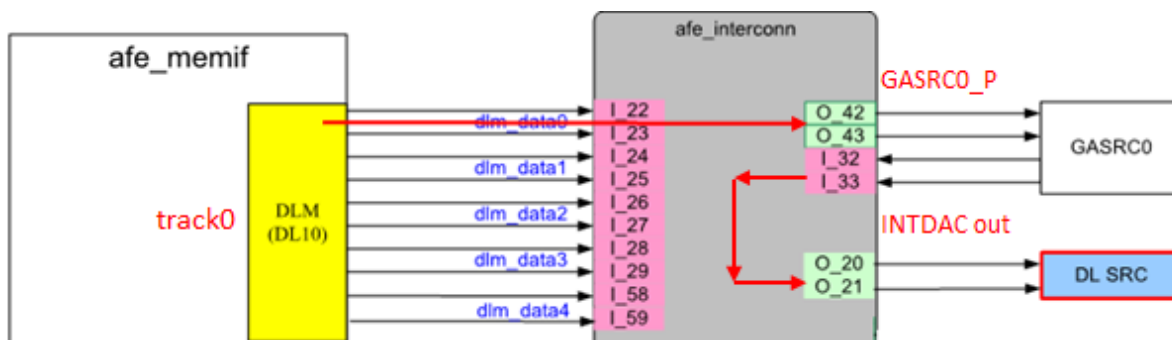 afe_memif
track0
DLM
(DL10)
dlm_data0
dlm_data1
dlm_data2
dlm_data3
dlm_data4
afe_interconn
I_22
I_23
I_24
I_25
I_26
I_27
I_28
I_29
I_58
I_59
O_42
O_43
I_32
I_33
O_20
O_21
GASRC0_P
GASRC0
INTDAC out
DL SRC